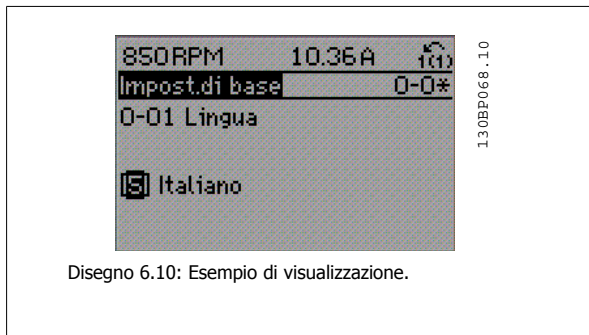 850RPM 10.36A 1(1)
Impost.di base 0-0*
0-01 Lingua
[5] Italiano
130BP068.10
Disegno 6.10: Esempio di visualizzazione.